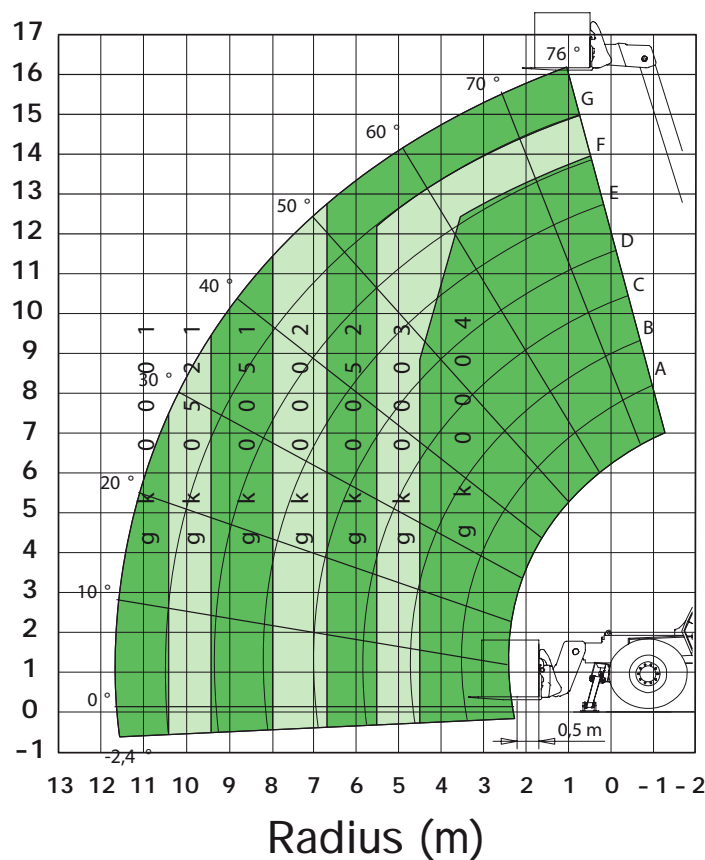 17
16
15
14
13
12
11
10
9
8
7
6
5
4
3
2
1
0
-1
76 °
70 °
60 °
50 °
40 °
30 °
20 °
10 °
0 °
-2,4 °
G
F
E
D
C
B
A
1000 kg
1250 kg
1500 kg
2000 kg
2500 kg
3000 kg
4000 kg
0,5 m
13 12 11 10 9 8 7 6 5 4 3 2 1 0 -1 -2
Radius (m)